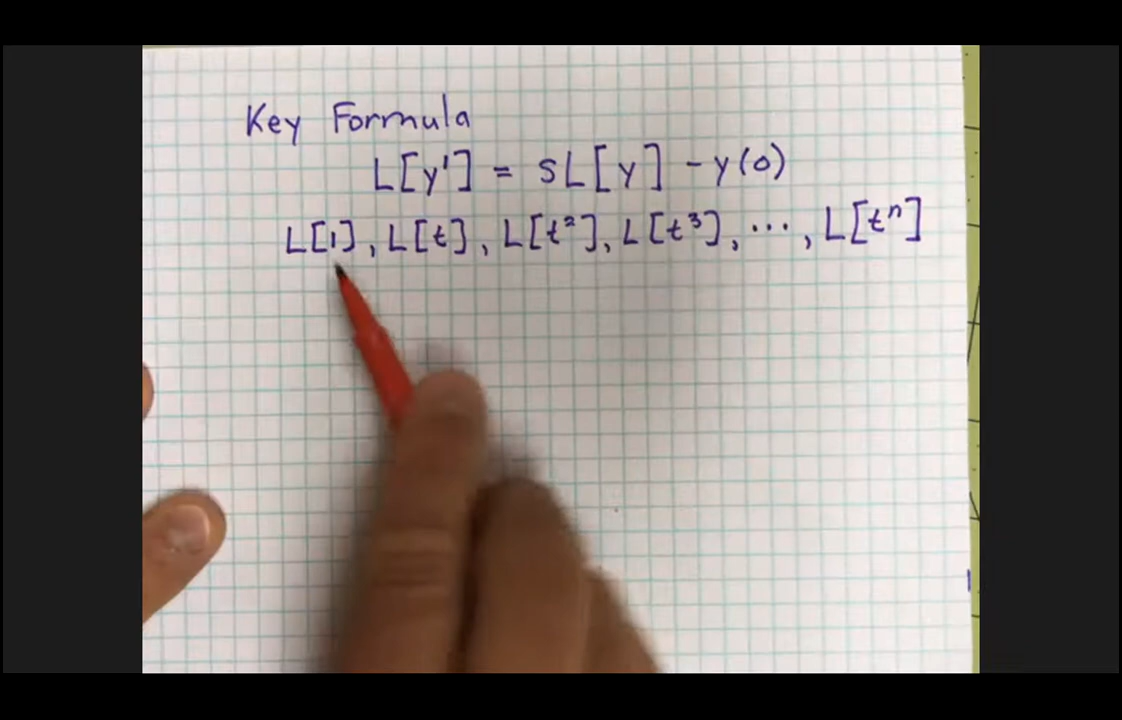 Key Formula
L[y'] = sL[y] - y(0)
L[1], L[t], L[t²], L[t³], ..., L[tⁿ]